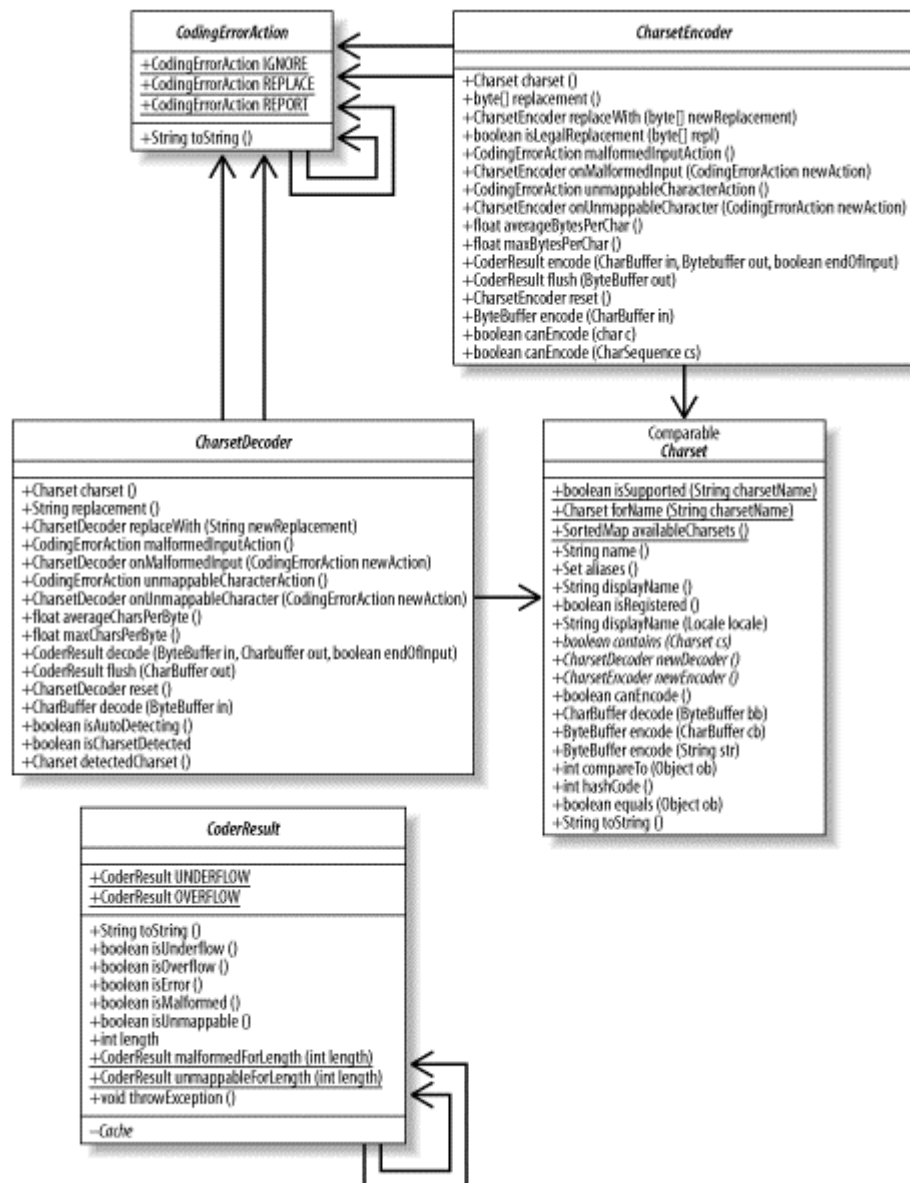 CodingErrorAction
+CodingErrorAction IGNORE
+CodingErrorAction REPLACE
+CodingErrorAction REPORT
+String toString ()
CharsetEncoder
+Charset charset ()
+byte[] replacement ()
+CharsetEncoder replaceWith (byte[] newReplacement)
+boolean isLegalReplacement (byte[] repl)
+CodingErrorAction malformedInputAction ()
+CharsetEncoder onMalformedInput (CodingErrorAction newAction)
+CodingErrorAction unmappableCharacterAction ()
+CharsetEncoder onUnmappableCharacter (CodingErrorAction newAction)
+float averageBytesPerChar ()
+float maxBytesPerChar ()
+CoderResult encode (CharBuffer in, Bytebuffer out, boolean endOfInput)
+CoderResult flush (ByteBuffer out)
+CharsetEncoder reset ()
+ByteBuffer encode (CharBuffer in)
+boolean canEncode (char c)
+boolean canEncode (CharSequence cs)
CharsetDecoder
+Charset charset ()
+String replacement ()
+CharsetDecoder replaceWith (String newReplacement)
+CodingErrorAction malformedInputAction ()
+CharsetDecoder onMalformedInput (CodingErrorAction newAction)
+CodingErrorAction unmappableCharacterAction ()
+CharsetDecoder onUnmappableCharacter (CodingErrorAction newAction)
+float averageCharsPerByte ()
+float maxCharsPerByte ()
+CoderResult decode (ByteBuffer in, Charbuffer out, boolean endOfInput)
+CoderResult flush (CharBuffer out)
+CharsetDecoder reset ()
+CharBuffer decode (ByteBuffer in)
+boolean isAutoDetecting ()
+boolean isCharsetDetected
+Charset detectedCharset ()
Comparable
Charset
+boolean isSupported (String charsetName)
+Charset forName (String charsetName)
+SortedMap availableCharsets ()
+String name ()
+Set aliases ()
+String displayName ()
+boolean isRegistered ()
+String displayName (Locale locale)
+boolean contains (Charset cs)
+CharsetDecoder newDecoder ()
+CharsetEncoder newEncoder ()
+boolean canEncode ()
+CharBuffer decode (ByteBuffer bb)
+ByteBuffer encode (CharBuffer cb)
+ByteBuffer encode (String str)
+int compareTo (Object ob)
+int hashCode ()
+boolean equals (Object ob)
+String toString ()
CoderResult
+CoderResult UNDERFLOW
+CoderResult OVERFLOW
+String toString ()
+boolean isUnderflow ()
+boolean isOverflow ()
+boolean isError ()
+boolean isMalformed ()
+boolean isUnmappable ()
+int length
+CoderResult malformedForLength (int length)
+CoderResult unmappableForLength (int length)
+void throwException ()
–Cache